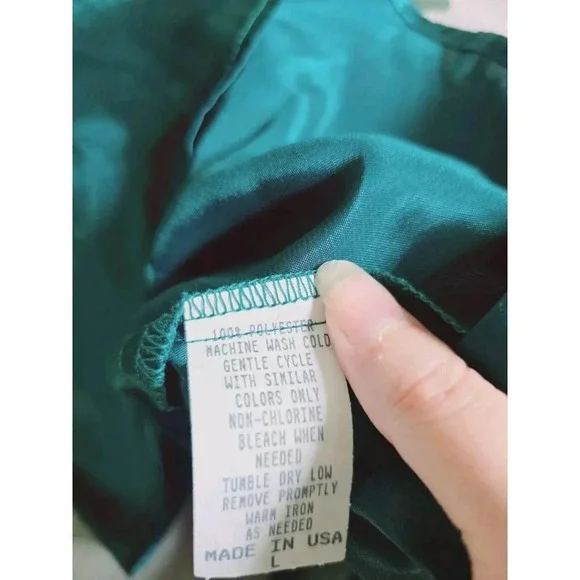 100% POLYESTER
MACHINE WASH COLD
GENTLE CYCLE
WITH SIMILAR
COLORS ONLY
NON-CHLORINE
BLEACH WHEN
NEEDED
TUMBLE DRY LOW
REMOVE PROMPTLY
WARM IRON
AS NEEDED
MADE IN USA
L